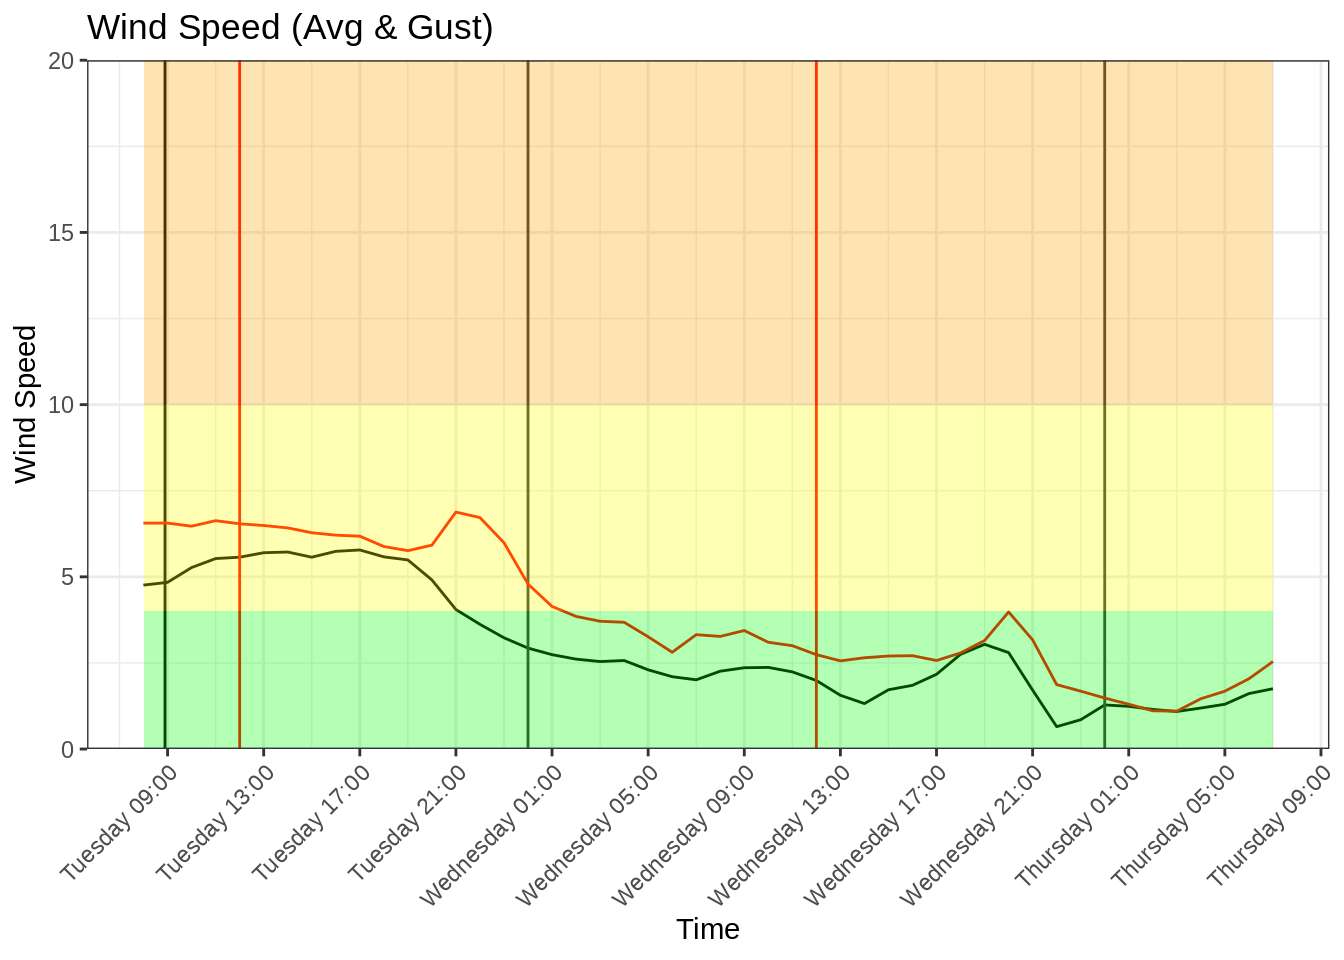 Wind Speed (Avg & Gust)
20
15
10
5
0
Wind Speed
Tuesday 09:00
Tuesday 13:00
Tuesday 17:00
Tuesday 21:00
Wednesday 01:00
Wednesday 05:00
Wednesday 09:00
Wednesday 13:00
Wednesday 17:00
Wednesday 21:00
Thursday 01:00
Thursday 05:00
Thursday 09:00
Time